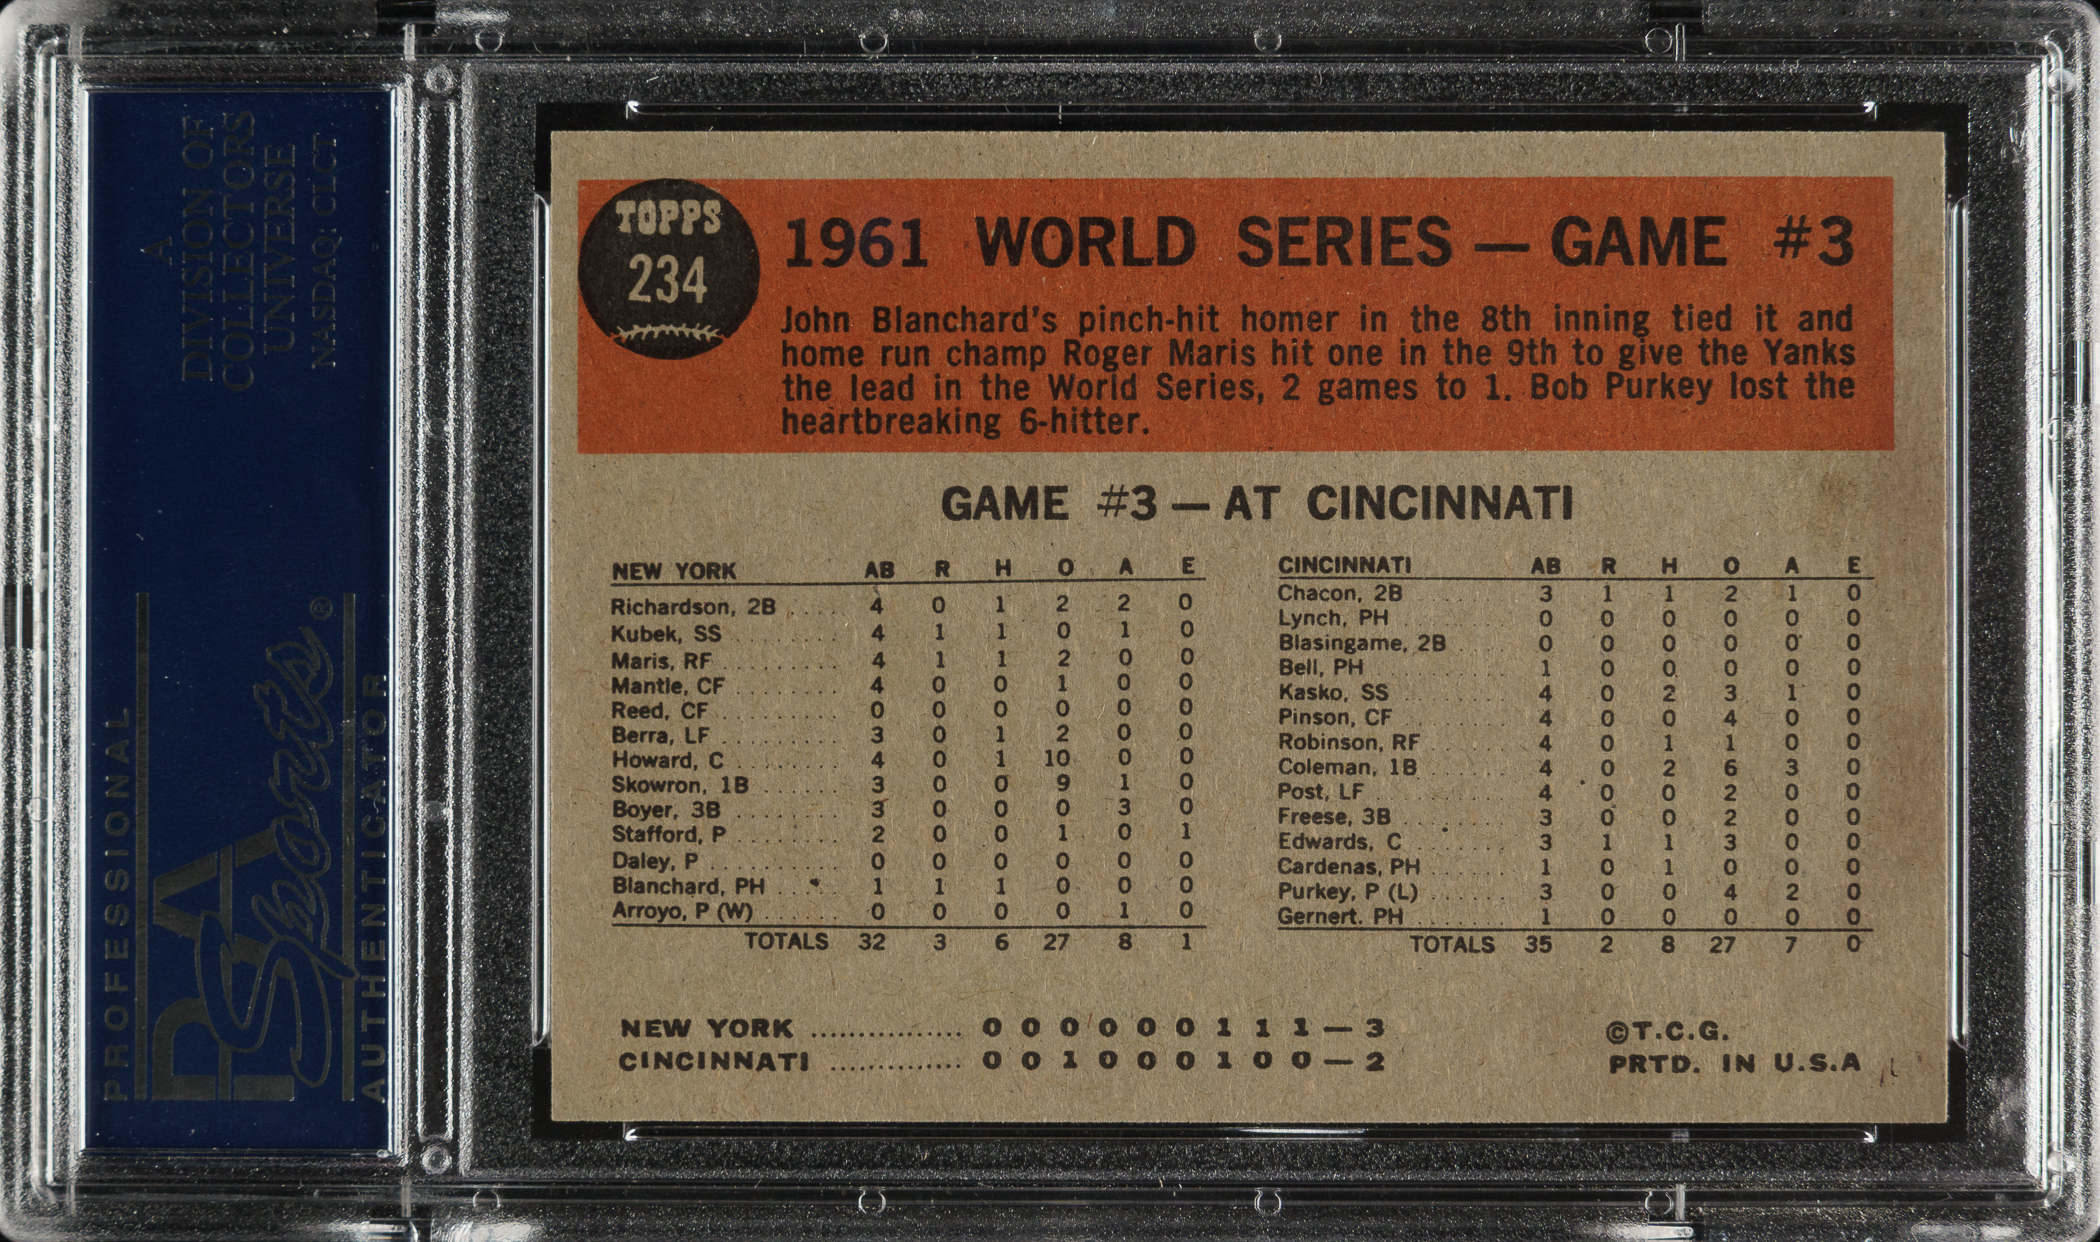 A
DIVISION OF
COLLECTORS
UNIVERSE
NASDAQ: CLCT
PROFESSIONAL
PSA
Sports®
AUTHENTICATOR
TOPPS
234
1961 WORLD SERIES — GAME #3
John Blanchard's pinch-hit homer in the 8th inning tied it and
home run champ Roger Maris hit one in the 9th to give the Yanks
the lead in the World Series, 2 games to 1. Bob Purkey lost the
heartbreaking 6-hitter.
GAME #3 — AT CINCINNATI
NEW YORK AB R H O A E
Richardson, 2B ..... 4 0 1 2 2 0
Kubek, SS ......... 4 1 1 0 1 0
Maris, RF ......... 4 1 1 2 0 0
Mantle, CF ........ 4 0 0 1 0 0
Reed, CF .......... 0 0 0 0 0 0
Berra, LF ......... 3 0 1 2 0 0
Howard, C ........ 4 0 1 10 0 0
Skowron, 1B ....... 3 0 0 9 1 0
Boyer, 3B ......... 3 0 0 0 3 0
Stafford, P ........ 2 0 0 1 0 1
Daley, P .......... 0 0 0 0 0 0
Blanchard, PH ..... 1 1 1 0 0 0
Arroyo, P (W) ...... 0 0 0 0 1 0
TOTALS 32 3 6 27 8 1
CINCINNATI AB R H O A E
Chacon, 2B ....... 3 1 1 2 1 0
Lynch, PH ......... 0 0 0 0 0 0
Blasingame, 2B .... 0 0 0 0 0 0
Bell, PH ........... 1 0 0 0 0 0
Kasko, SS ......... 4 0 2 3 1 0
Pinson, CF ........ 4 0 0 4 0 0
Robinson, RF ...... 4 0 1 1 0 0
Coleman, 1B ....... 4 0 2 6 3 0
Post, LF ........... 4 0 0 2 0 0
Freese, 3B ......... 3 0 0 2 0 0
Edwards, C ........ 3 1 1 3 0 0
Cardenas, PH ...... 1 0 1 0 0 0
Purkey, P (L) ...... 3 0 0 4 2 0
Gernert. PH ....... 1 0 0 0 0 0
TOTALS 35 2 8 27 7 0
NEW YORK ................ 0 0 0 0 0 0 1 1 1 — 3
CINCINNATI .............. 0 0 1 0 0 0 1 0 0 — 2
©T.C.G.
PRTD. IN U.S.A